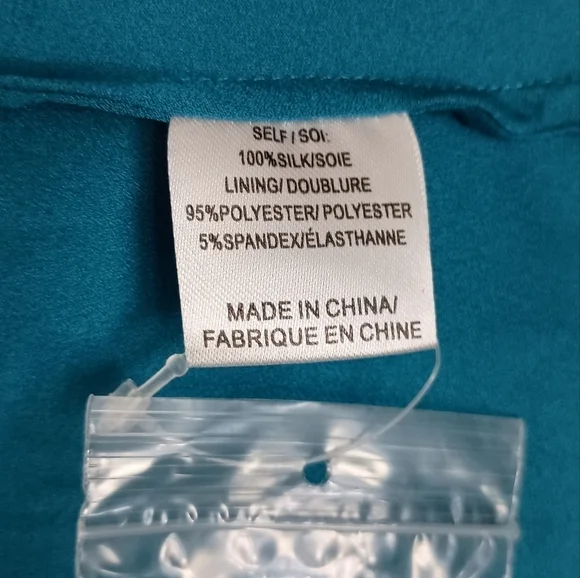 SELF / SOI:
100%SILK/SOIE
LINING/ DOUBLURE
95%POLYESTER/ POLYESTER
5%SPANDEX/ÉLASTHANNE
MADE IN CHINA/
FABRIQUE EN CHINE